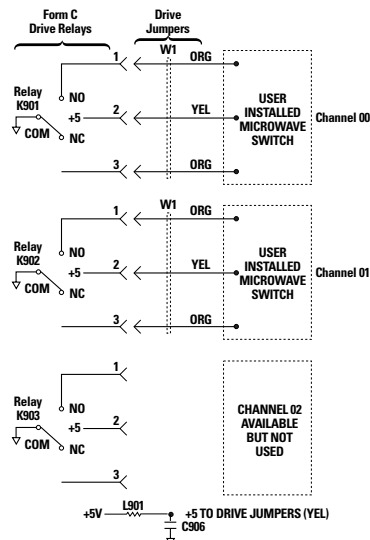 Form C
Drive Relays
Drive
Jumpers
W1
1
ORG
Relay
K901
NO
+5
2
YEL
COM
NC
3
ORG
USER
INSTALLED
MICROWAVE
SWITCH
Channel 00
W1
1
ORG
Relay
K902
NO
+5
2
YEL
COM
NC
3
ORG
USER
INSTALLED
MICROWAVE
SWITCH
Channel 01
1
Relay
K903
NO
+5
2
COM
NC
3
CHANNEL 02
AVAILABLE
BUT NOT
USED
+5V
L901
+5 TO DRIVE JUMPERS (YEL)
C906